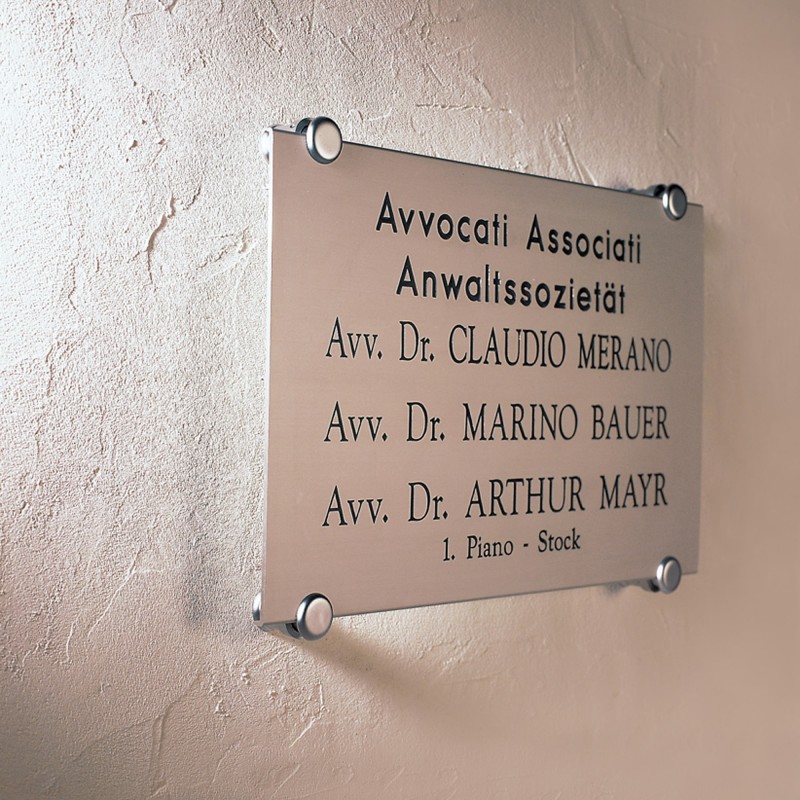 Avvocati Associati
Anwaltssozietät
Avv. Dr. CLAUDIO MERANO
Avv. Dr. MARINO BAUER
Avv. Dr. ARTHUR MAYR
1. Piano - Stock